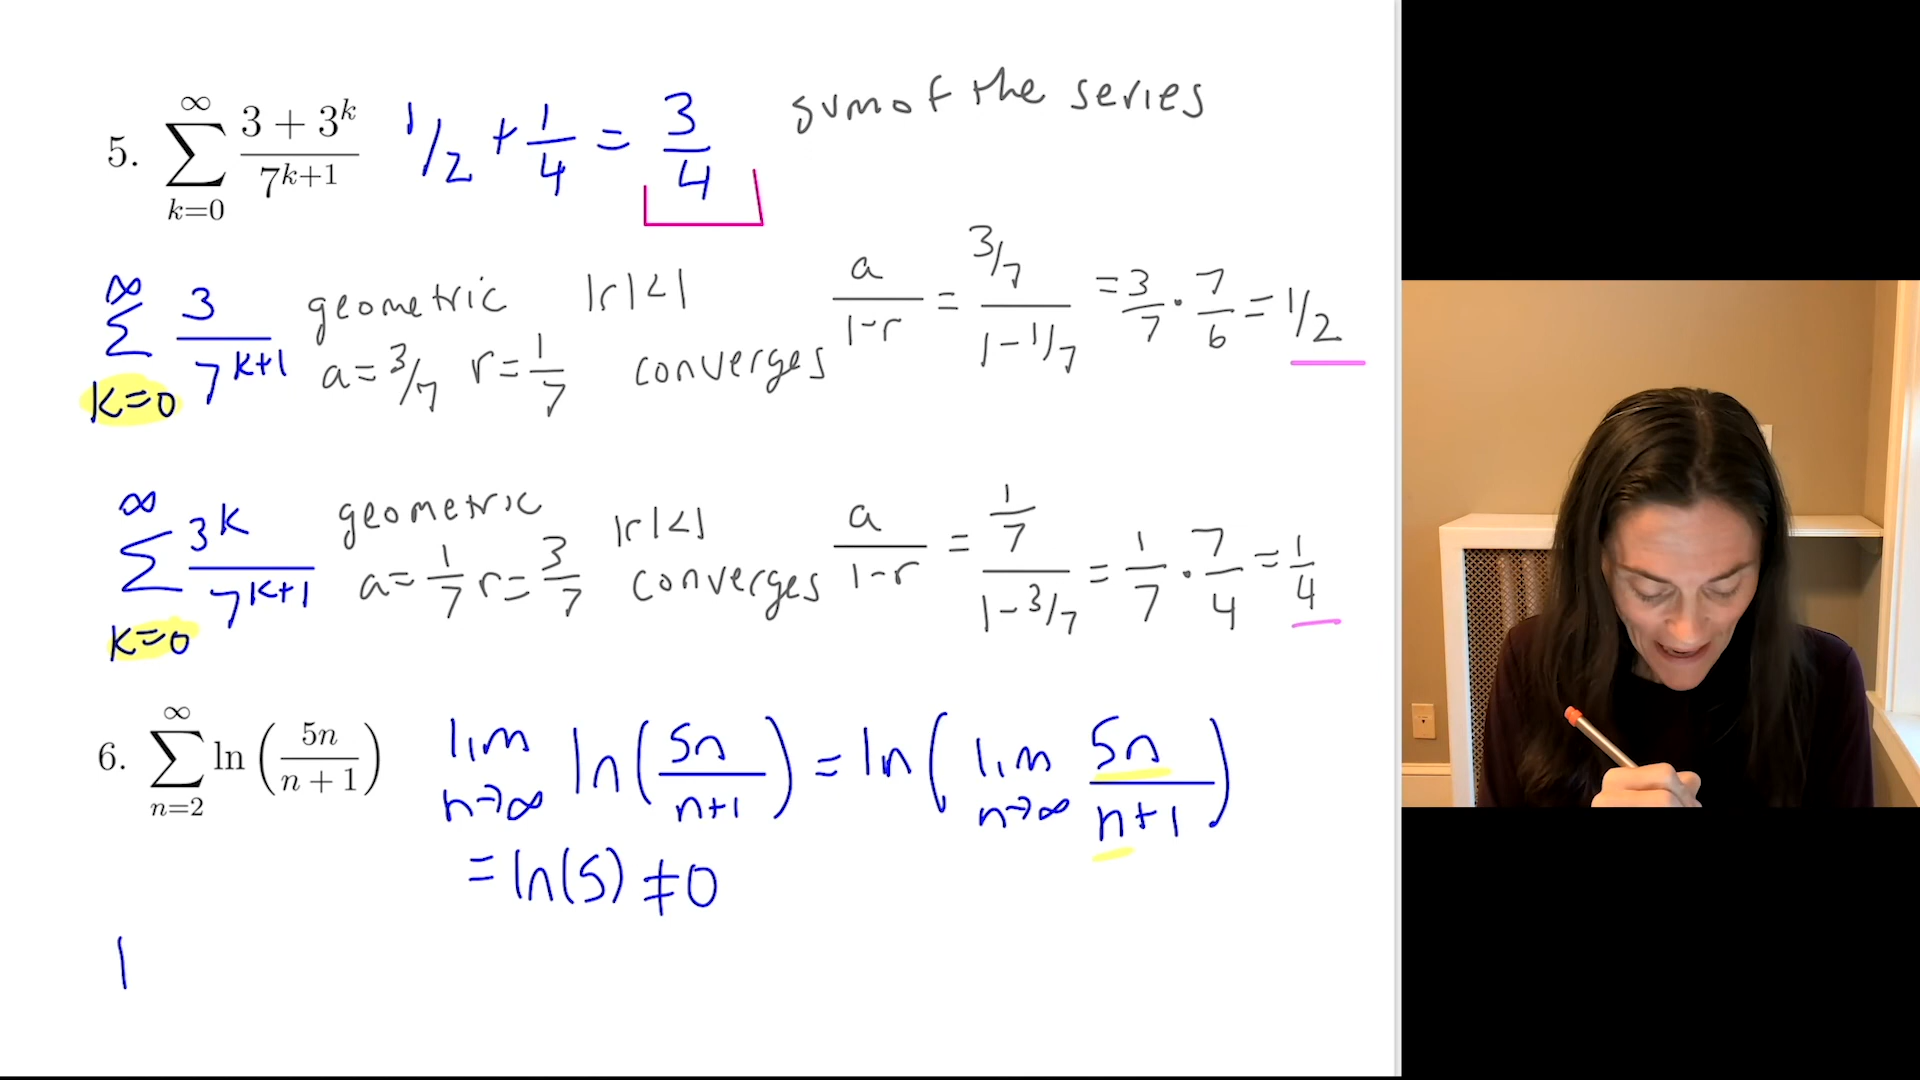 5. ∞ ∑ k=0 (3 + 3^k)/(7^{k+1}) 1/2 + 1/4 = 3/4 sum of the series
∞ ∑ k=0 3/(7^{k+1}) geometric |r|<1 a/(1-r) = (3/7)/(1-1/7) = 3/7 · 7/6 = 1/2
a = 3/7 r = 1/7 converges
∞ ∑ k=0 3^k/(7^{k+1}) geometric |r|<1 a/(1-r) = (1/7)/(1-3/7) = 1/7 · 7/4 = 1/4
a = 1/7 r = 3/7 converges
6. ∞ ∑ n=2 ln(5n/(n+1)) lim n→∞ ln(5n/(n+1)) = ln(lim n→∞ 5n/(n+1))
= ln(5) ≠ 0